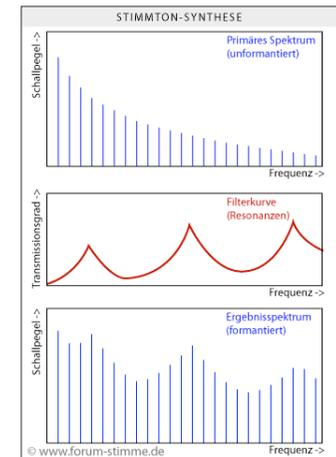 STIMMTON-SYNTHESE
Schallpegel ->
Primäres Spektrum
(unformantiert)
Frequenz ->
Transmissionsgrad ->
Filterkurve
(Resonanzen)
Frequenz ->
Schallpegel ->
Ergebnisspektrum
(formantiert)
Frequenz ->
© www.forum-stimme.de